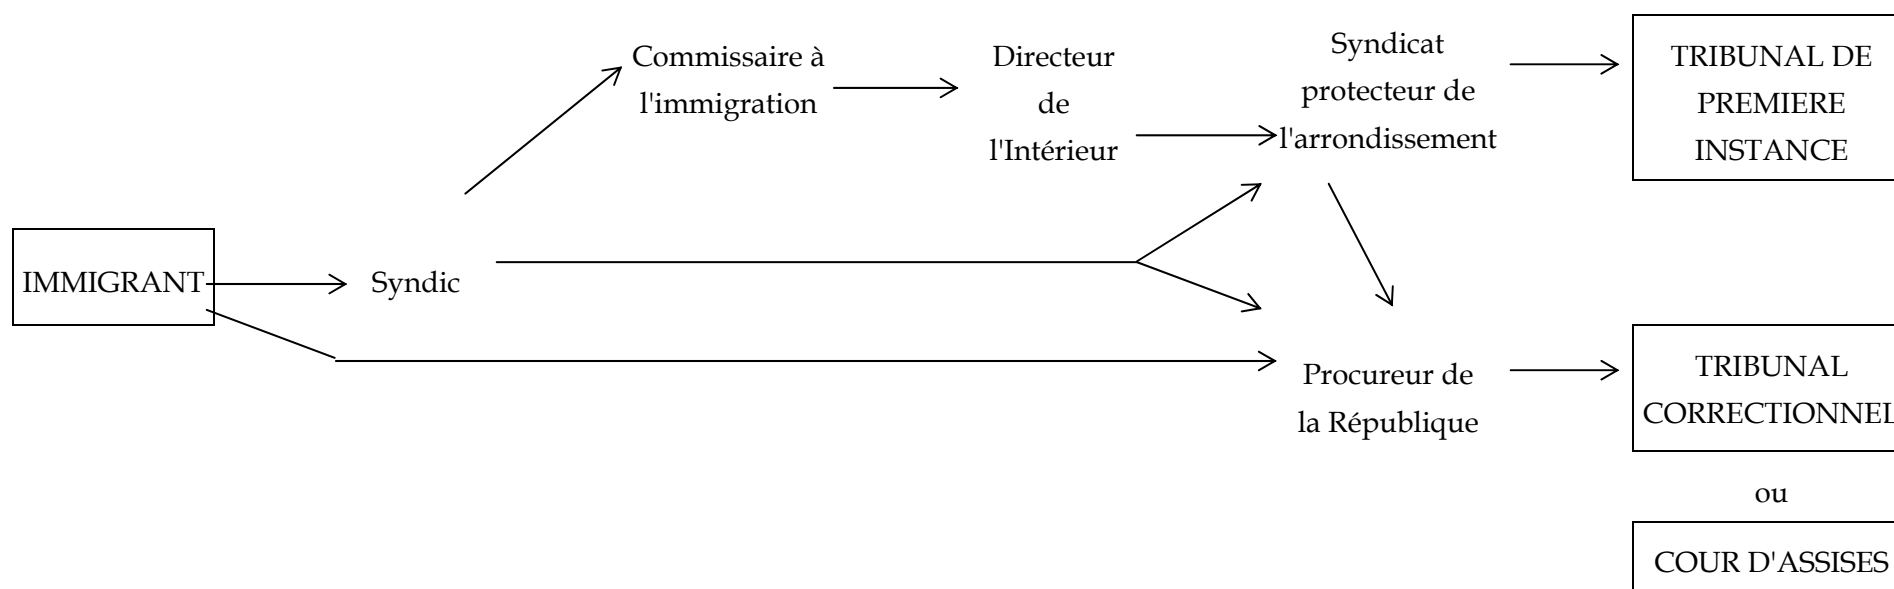 Commissaire à
l'immigration
Directeur
de
l'Intérieur
Syndicat
protecteur de
l'arrondissement
TRIBUNAL DE
PREMIERE
INSTANCE
IMMIGRANT
Syndic
Procureur de
la République
TRIBUNAL
CORRECTIONNEL
ou
COUR D'ASSISES